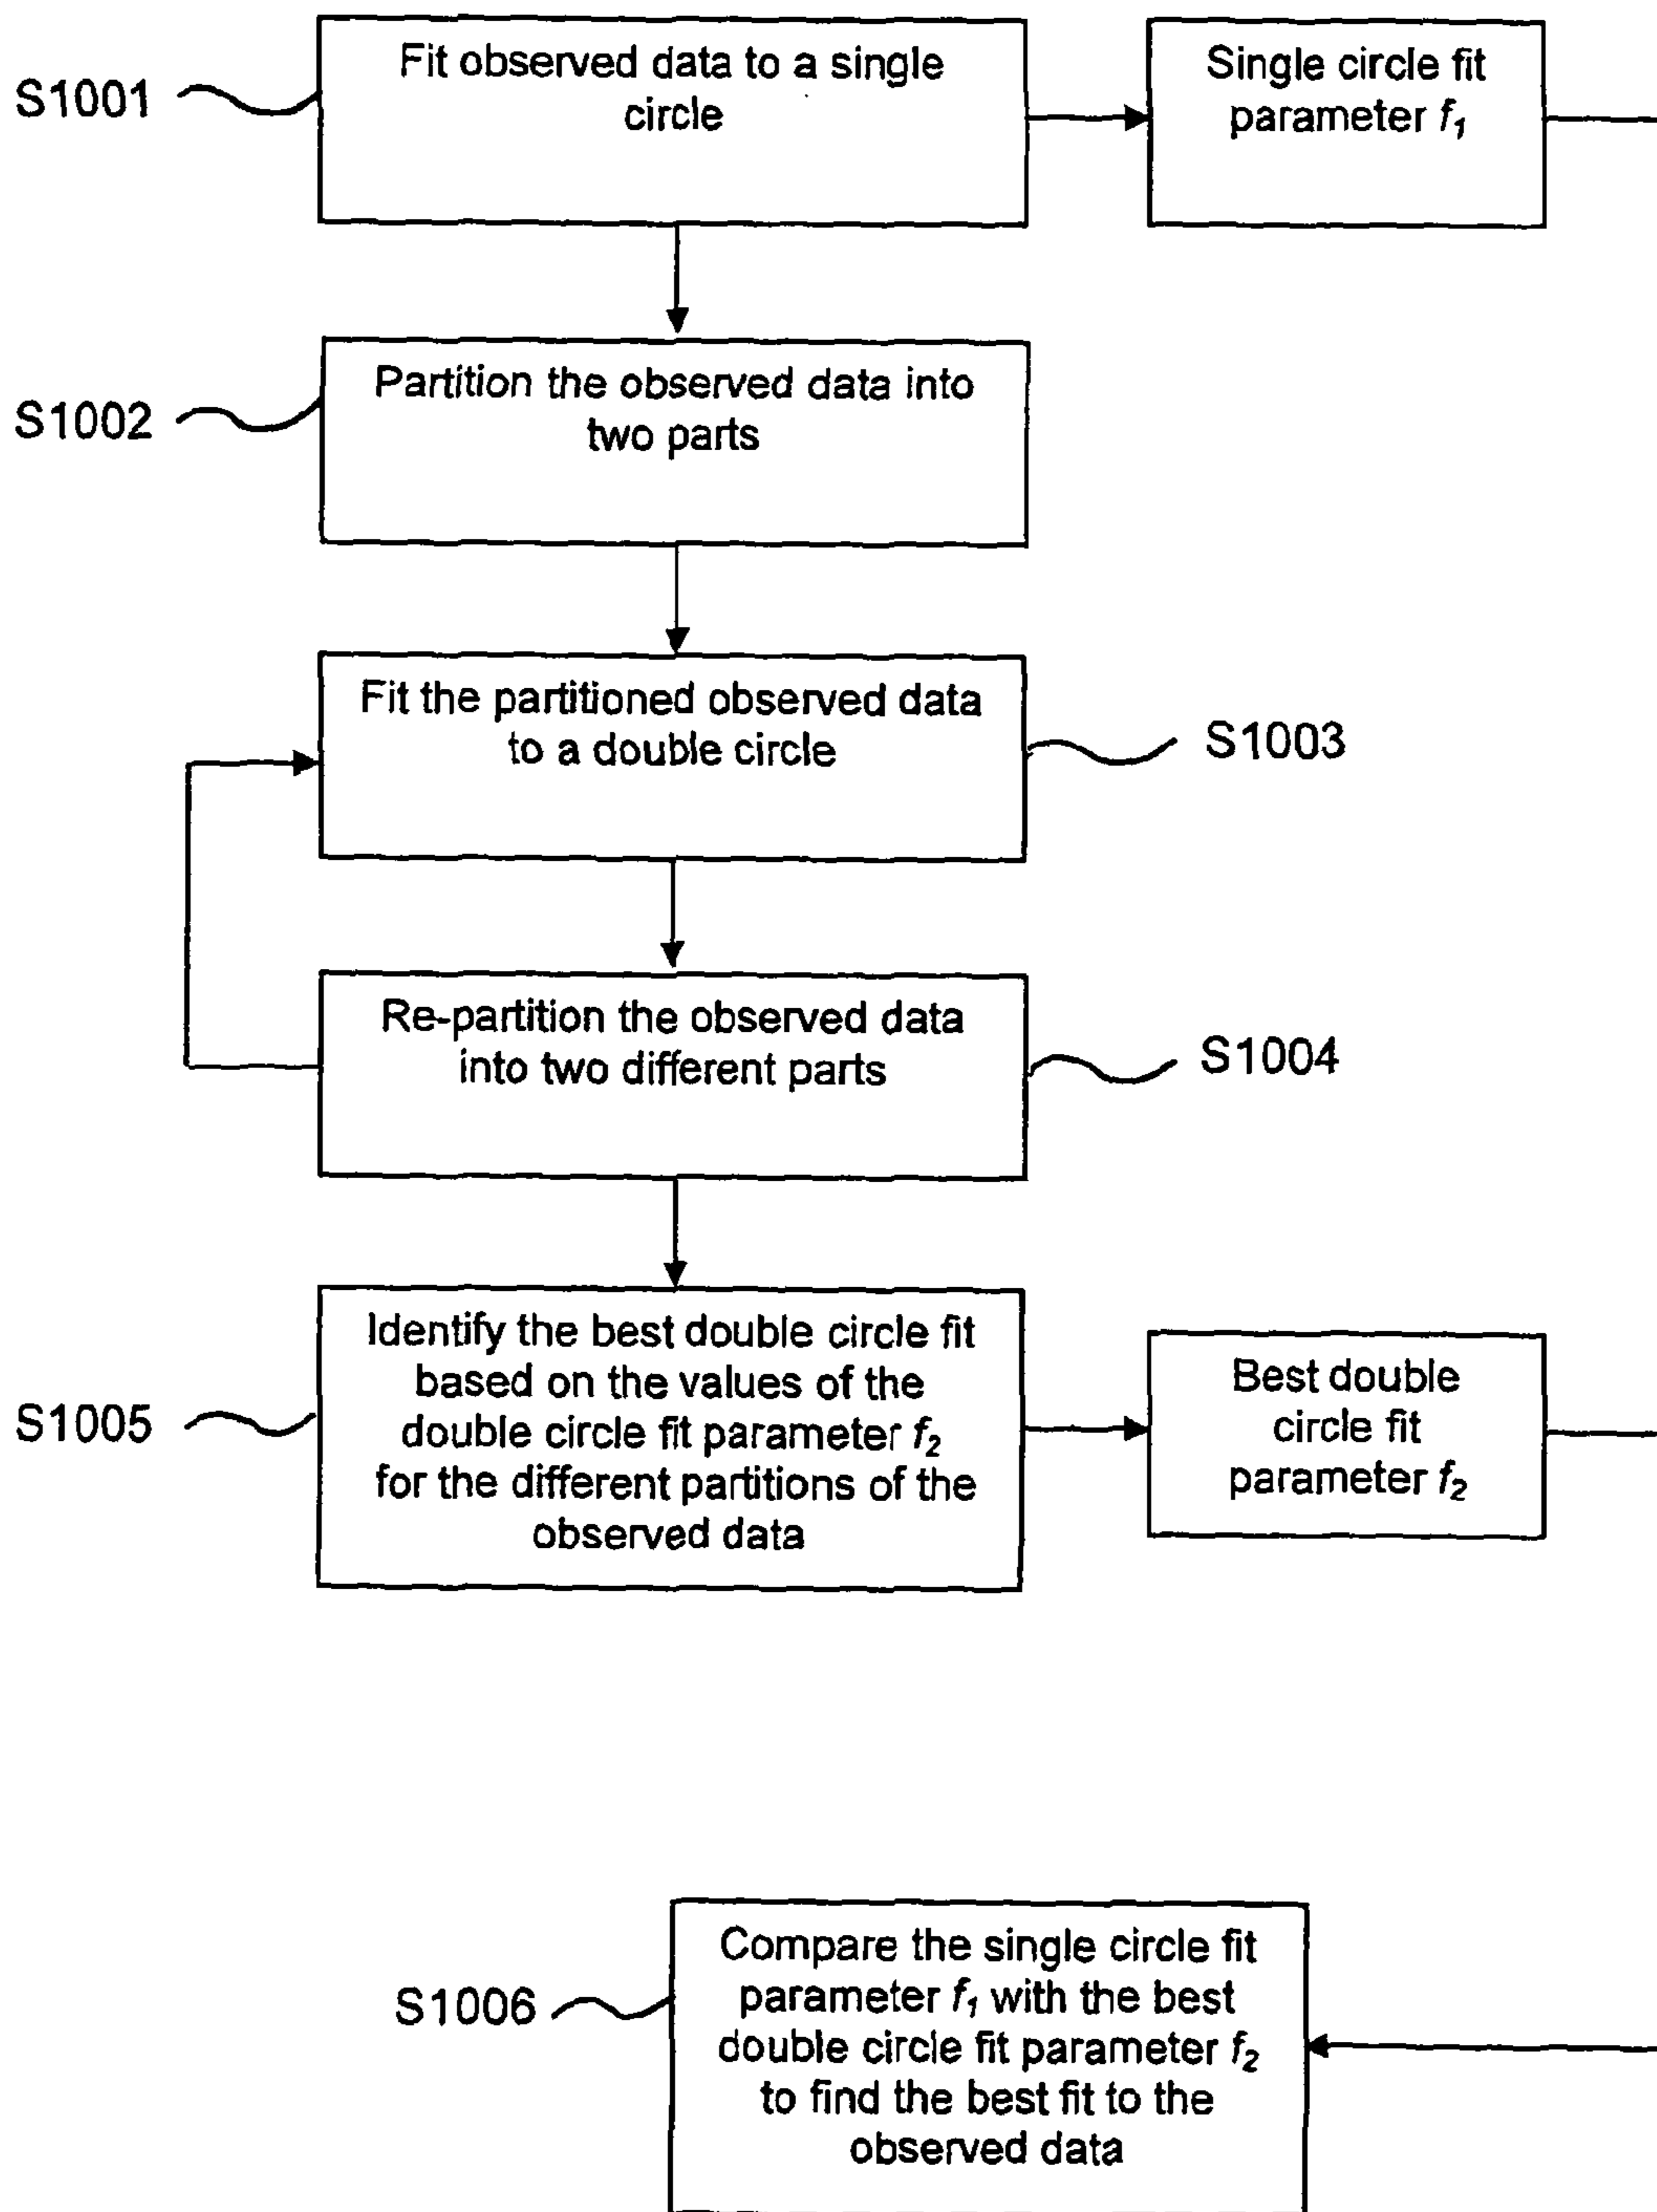 S1001
Fit observed data to a single
circle
Single circle fit
parameter f1
S1002
Partition the observed data into
two parts
Fit the partitioned observed data
to a double circle
S1003
Re-partition the observed data
into two different parts
S1004
S1005
Identify the best double circle fit
based on the values of the
double circle fit parameter f2
for the different partitions of the
observed data
Best double
circle fit
parameter f2
S1006
Compare the single circle fit
parameter f1 with the best
double circle fit parameter f2
to find the best fit to the
observed data